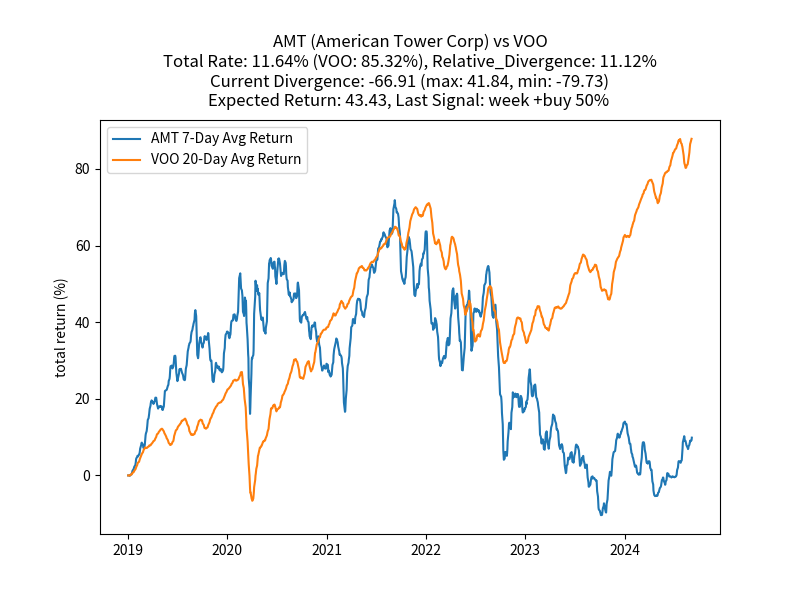 AMT (American Tower Corp) vs VOO
Total Rate: 11.64% (VOO: 85.32%), Relative_Divergence: 11.12%
Current Divergence: -66.91 (max: 41.84, min: -79.73)
Expected Return: 43.43, Last Signal: week +buy 50%
AMT 7-Day Avg Return
VOO 20-Day Avg Return
total return (%)
80
60
40
20
0
2019
2020
2021
2022
2023
2024